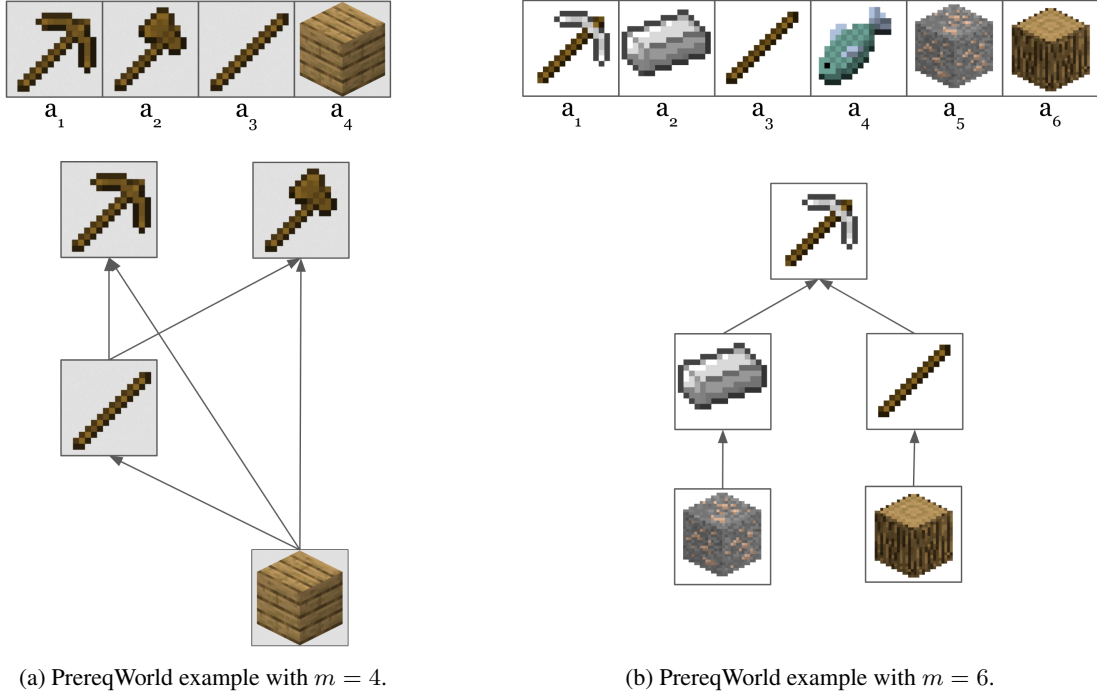 a₁ a₂ a₃ a₄
a₁ a₂ a₃ a₄ a₅ a₆
(a) PrereqWorld example with m = 4.
(b) PrereqWorld example with m = 6.